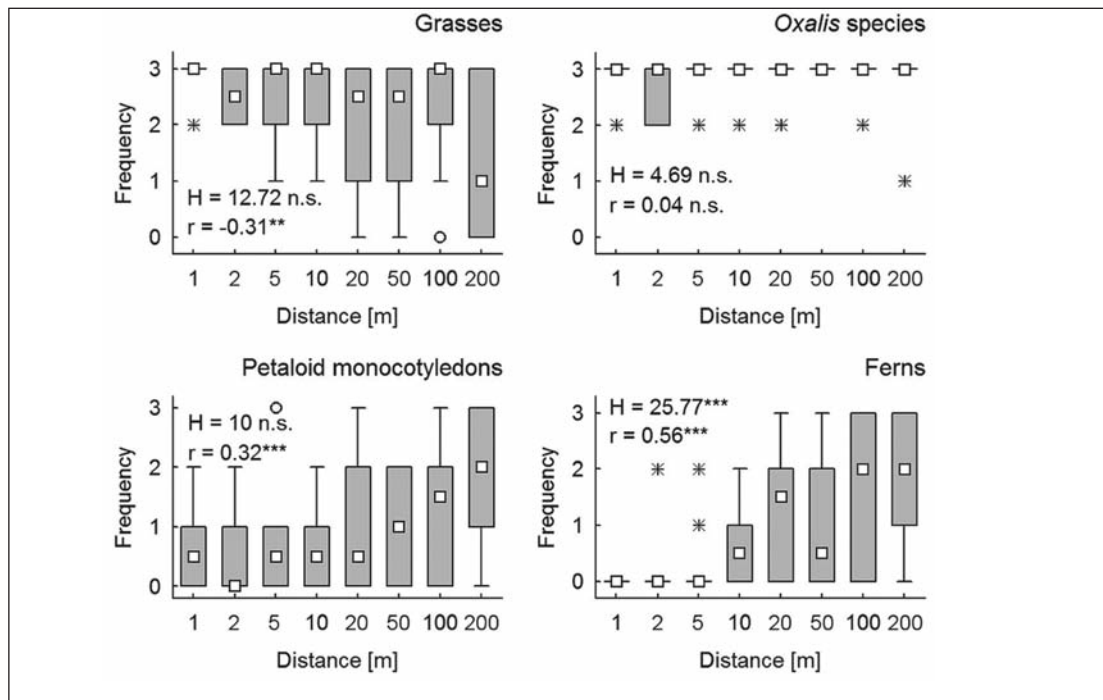 Grasses
Frequency
3
2
1
0
H = 12.72 n.s.
r = -0.31**
1 2 5 10 20 50 100 200
Distance [m]
Oxalis species
Frequency
3
2
1
0
H = 4.69 n.s.
r = 0.04 n.s.
1 2 5 10 20 50 100 200
Distance [m]
Petaloid monocotyledons
Frequency
3
2
1
0
H = 10 n.s.
r = 0.32***
1 2 5 10 20 50 100 200
Distance [m]
Ferns
Frequency
3
2
1
0
H = 25.77***
r = 0.56***
1 2 5 10 20 50 100 200
Distance [m]